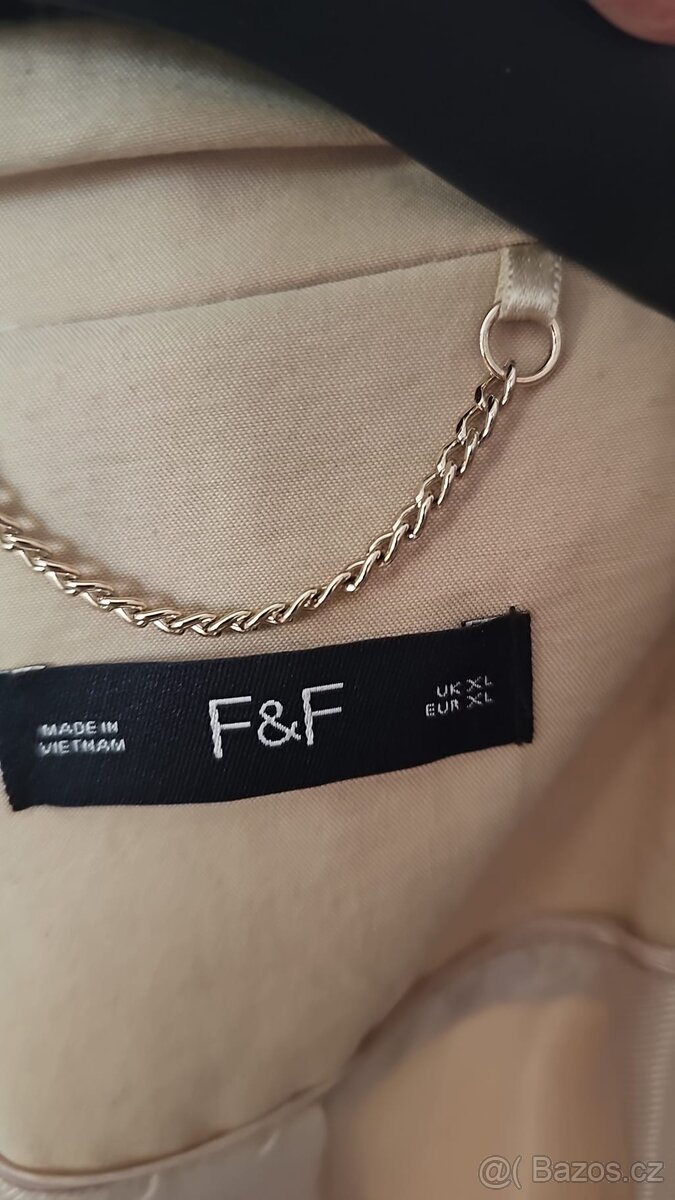 MADE IN
VIETNAM
F&F
UK XL
EUR XL
@( Bazos.cz